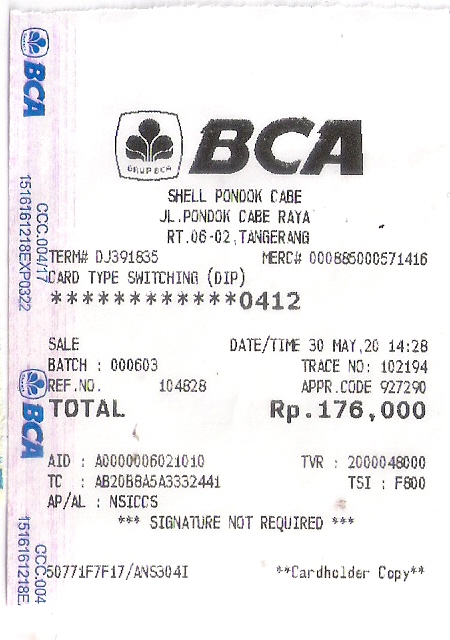 GRUP BCA
BCA
SHELL PONDOK CABE
JL.PONDOK CABE RAYA
RT.06-02,TANGERANG
TERM# DJ391835 MERC# 000885000571416
CARD TYPE SWITCHING (DIP)
************0412
SALE DATE/TIME 30 MAY,20 14:28
BATCH : 000603 TRACE NO: 102194
REF.NO. 104828 APPR.CODE 927290
TOTAL Rp.176,000
AID : A0000006021010 TVR : 2000048000
TC : AB20B8A5A3332441 TSI : F800
AP/AL : NSICCS
*** SIGNATURE NOT REQUIRED ***
50771F7F17/ANS304I **Cardholder Copy**
BCA
CCC.004/17
1516161218EXP0322
BCA
CCC.004
1516161218E